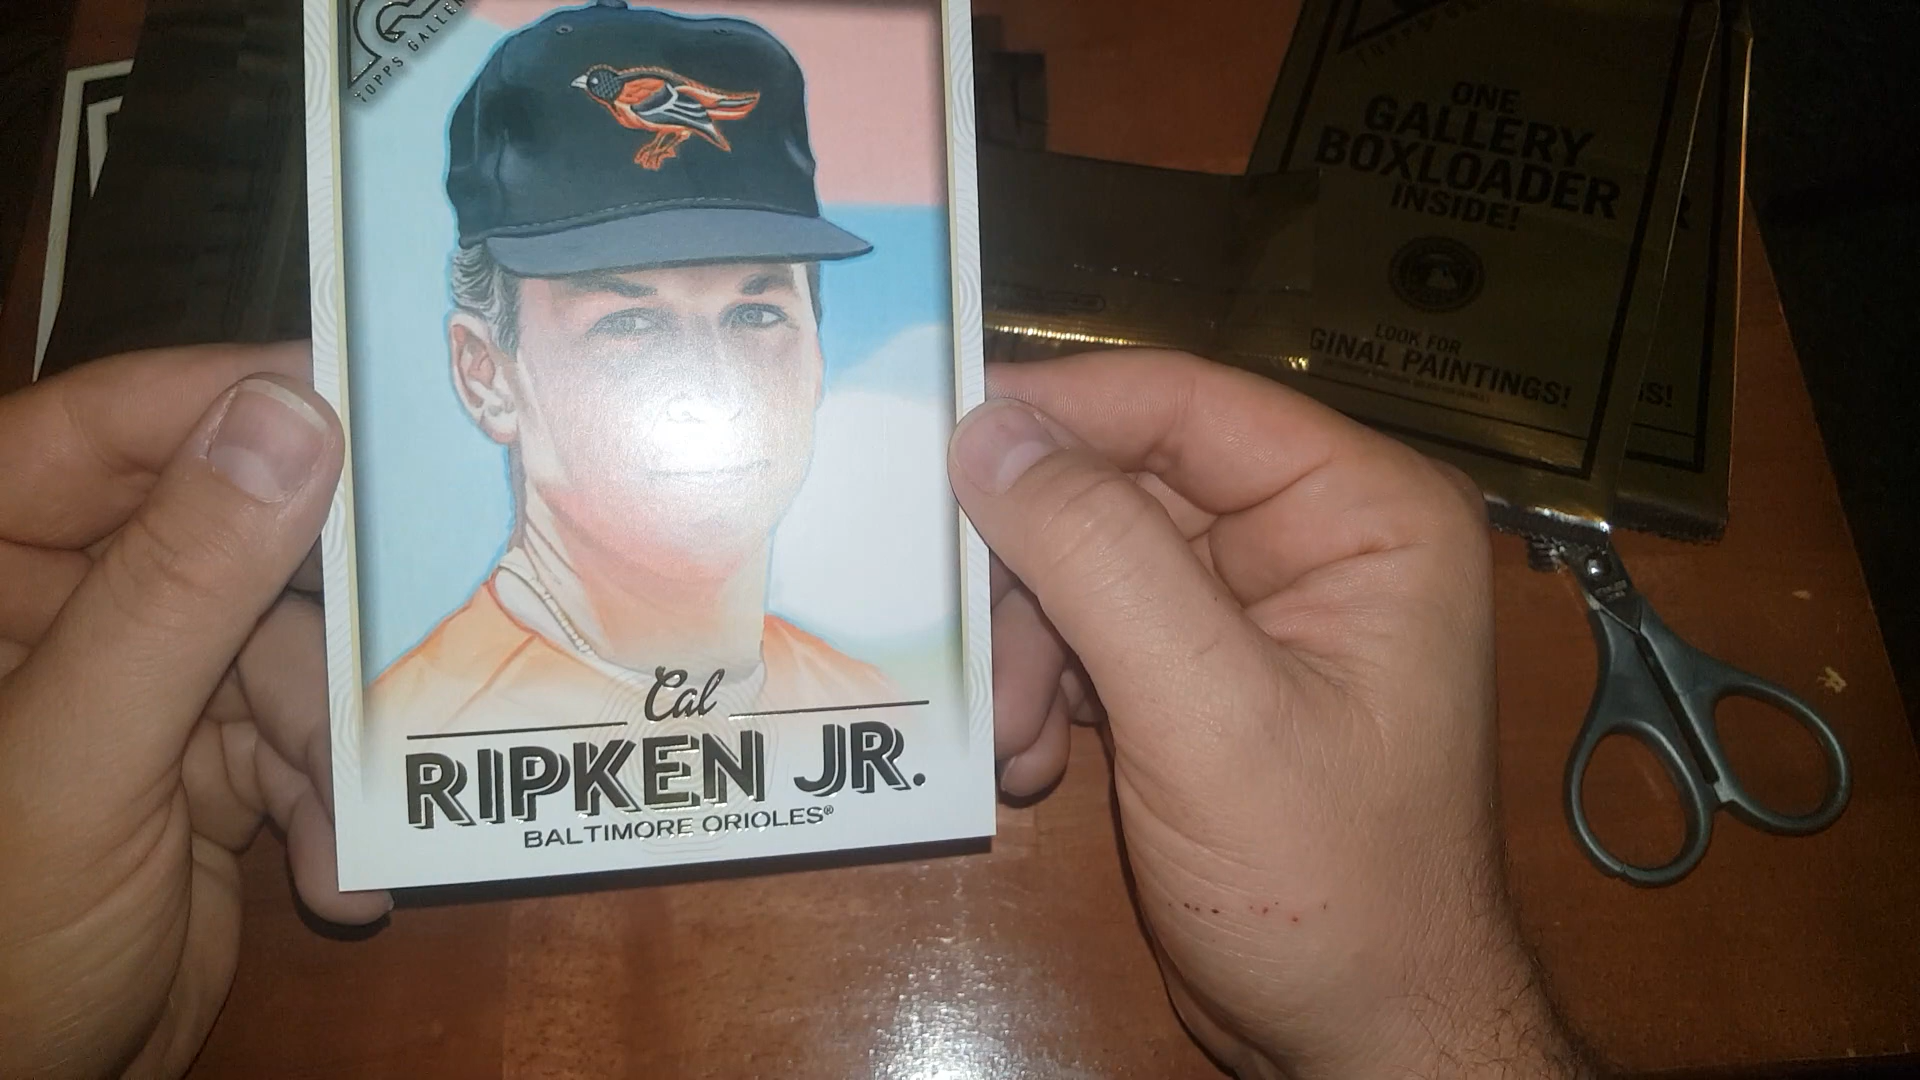 TOPPS GALLERY
Cal
RIPKEN JR.
BALTIMORE ORIOLES®
ONE
GALLERY
BOXLOADER
INSIDE!
LOOK FOR
GINAL PAINTINGS!
S!